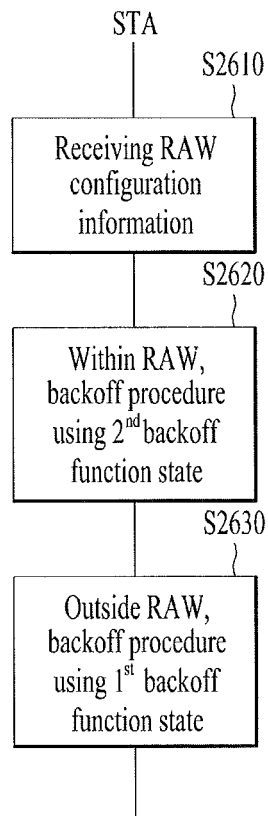 STA
S2610
Receiving RAW
configuration
information
S2620
Within RAW,
backoff procedure
using 2nd backoff
function state
S2630
Outside RAW,
backoff procedure
using 1st backoff
function state